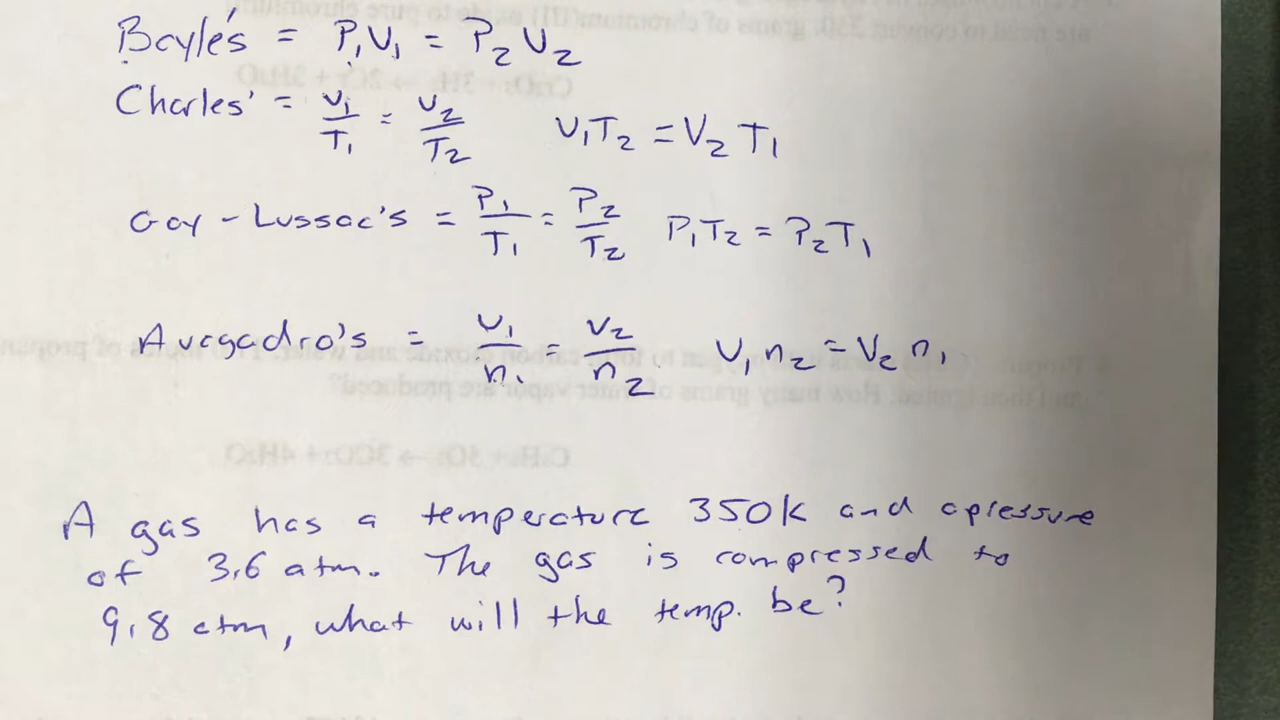 Boyle's = P₁V₁ = P₂V₂
Charles' = V₁/T₁ = V₂/T₂ V₁T₂ = V₂T₁
Gay-Lussac's = P₁/T₁ = P₂/T₂ P₁T₂ = P₂T₁
Avogadro's = V₁/n₁ = V₂/n₂ V₁n₂ = V₂n₁
A gas has a temperature 350K and a pressure
of 3.6 atm. The gas is compressed to
9.8 atm, what will the temp. be?